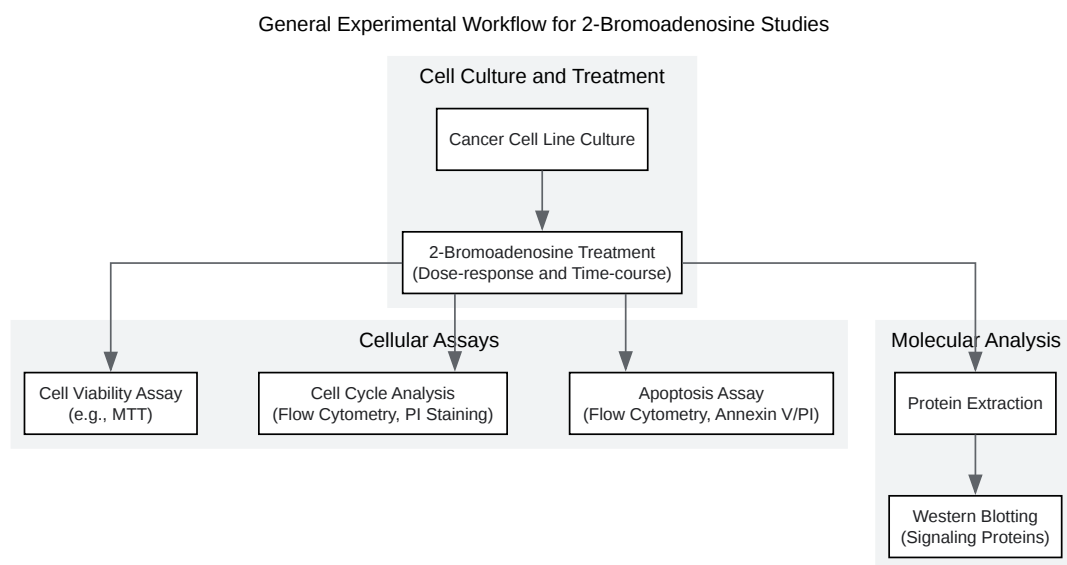 General Experimental Workflow for 2-Bromoadenosine Studies
Cell Culture and Treatment
Cancer Cell Line Culture
2-Bromoadenosine Treatment
(Dose-response and Time-course)
Cellular Assays
Cell Viability Assay
(e.g., MTT)
Cell Cycle Analysis
(Flow Cytometry, PI Staining)
Apoptosis Assay
(Flow Cytometry, Annexin V/PI)
Molecular Analysis
Protein Extraction
Western Blotting
(Signaling Proteins)